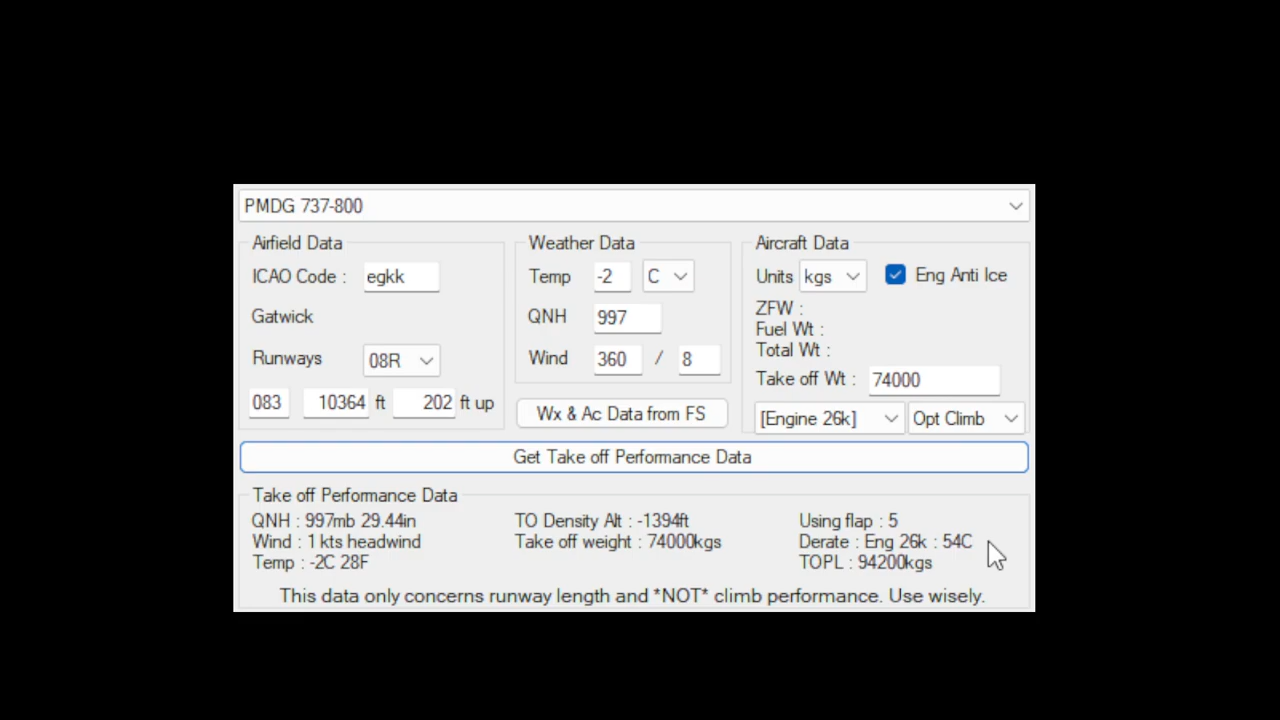 PMDG 737-800
Airfield Data
ICAO Code : egkk
Gatwick
Runways 08R
083 10364 ft 202 ft up
Weather Data
Temp -2 C
QNH 997
Wind 360 / 8
Wx & Ac Data from FS
Aircraft Data
Units kgs Eng Anti Ice
ZFW :
Fuel Wt :
Total Wt :
Take off Wt : 74000
[Engine 26k] Opt Climb
Get Take off Performance Data
Take off Performance Data
QNH : 997mb 29.44in
Wind : 1 kts headwind
Temp : -2C 28F
TO Density Alt : -1394ft
Take off weight : 74000kgs
Using flap : 5
Derate : Eng 26k : 54C
TOPL : 94200kgs
This data only concerns runway length and *NOT* climb performance. Use wisely.